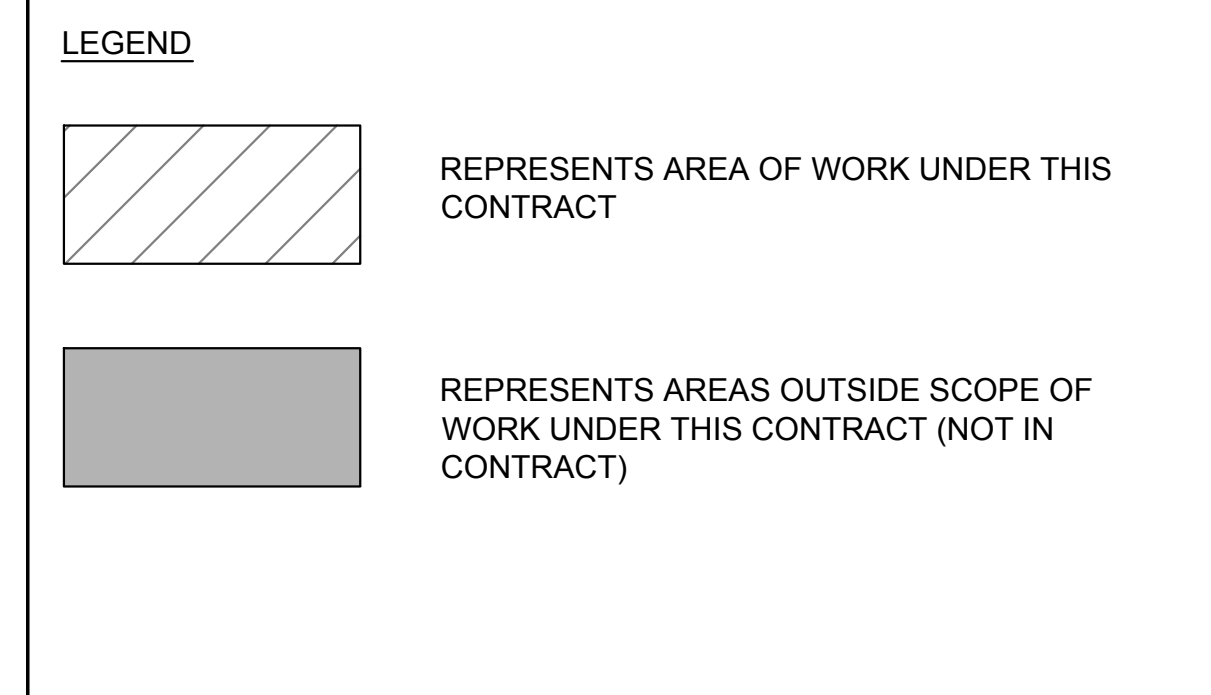 LEGEND
REPRESENTS AREA OF WORK UNDER THIS
CONTRACT
REPRESENTS AREAS OUTSIDE SCOPE OF
WORK UNDER THIS CONTRACT (NOT IN
CONTRACT)